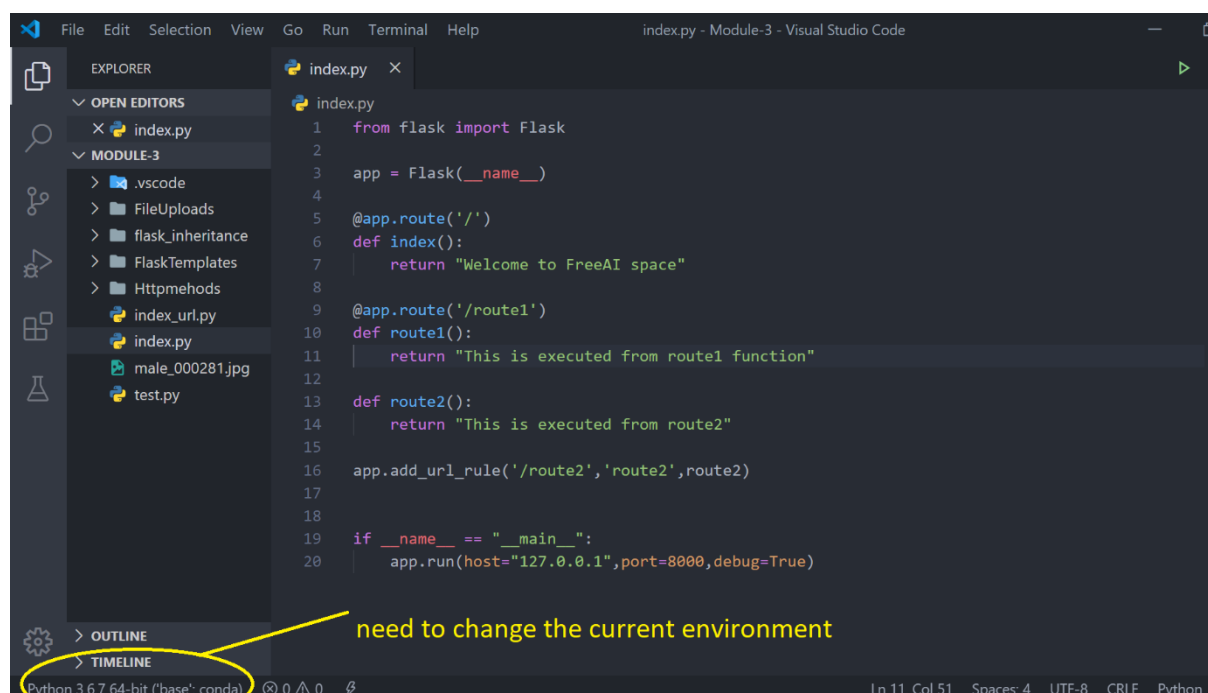 File Edit Selection View Go Run Terminal Help index.py - Module-3 - Visual Studio Code
EXPLORER
OPEN EDITORS
index.py
MODULE-3
.vscode
FileUploads
flask_inheritance
FlaskTemplates
Httpmehods
index_url.py
index.py
male_000281.jpg
test.py
OUTLINE
TIMELINE
index.py
index.py
1 from flask import Flask
2
3 app = Flask(__name__)
4
5 @app.route('/')
6 def index():
7 return "Welcome to FreeAI space"
8
9 @app.route('/route1')
10 def route1():
11 return "This is executed from route1 function"
12
13 def route2():
14 return "This is executed from route2"
15
16 app.add_url_rule('/route2','route2',route2)
17
18
19 if __name__ == "__main__":
20 app.run(host="127.0.0.1",port=8000,debug=True)
need to change the current environment
Python 3.6.7 64-bit ('base': conda) 0 0 Ln 11, Col 51 Spaces: 4 UTF-8 CRLF Python